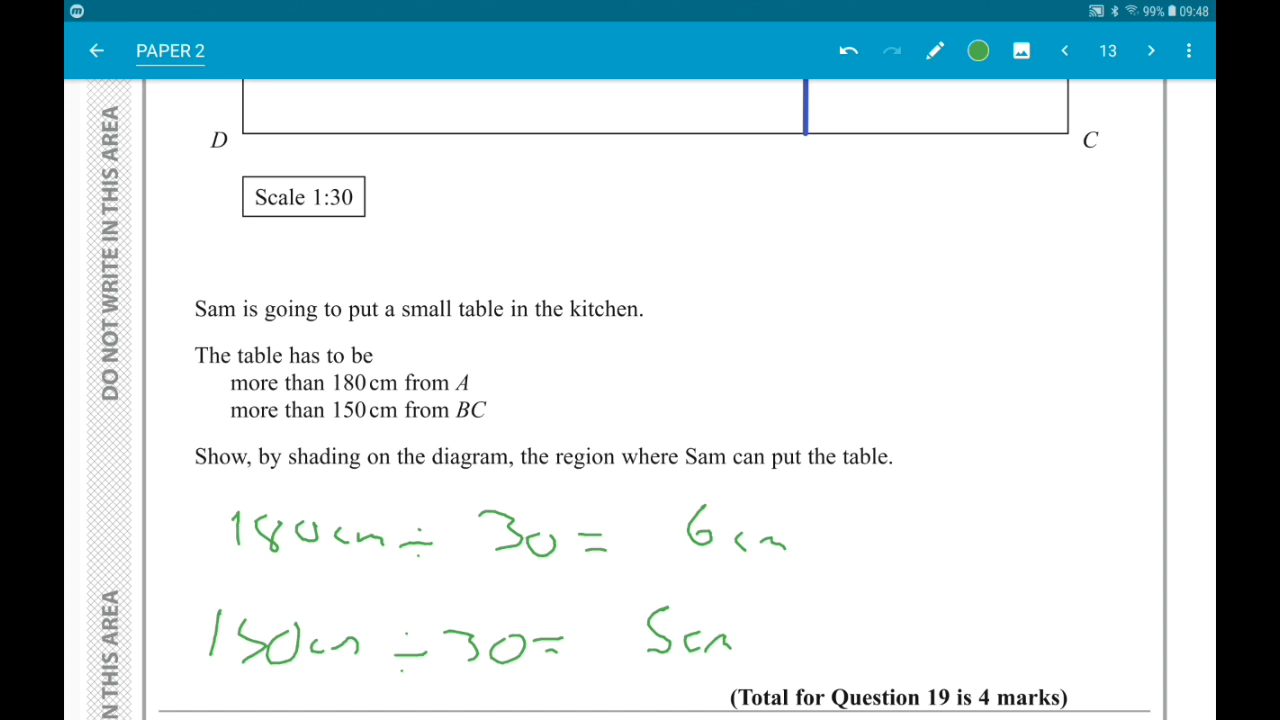 99% 09:48
PAPER 2
13
DO NOT WRITE IN THIS AREA
D
C
Scale 1:30
Sam is going to put a small table in the kitchen.
The table has to be
more than 180 cm from A
more than 150 cm from BC
Show, by shading on the diagram, the region where Sam can put the table.
180cm ÷ 30 = 6cm
150cm ÷ 30 = 5cm
N THIS AREA
(Total for Question 19 is 4 marks)